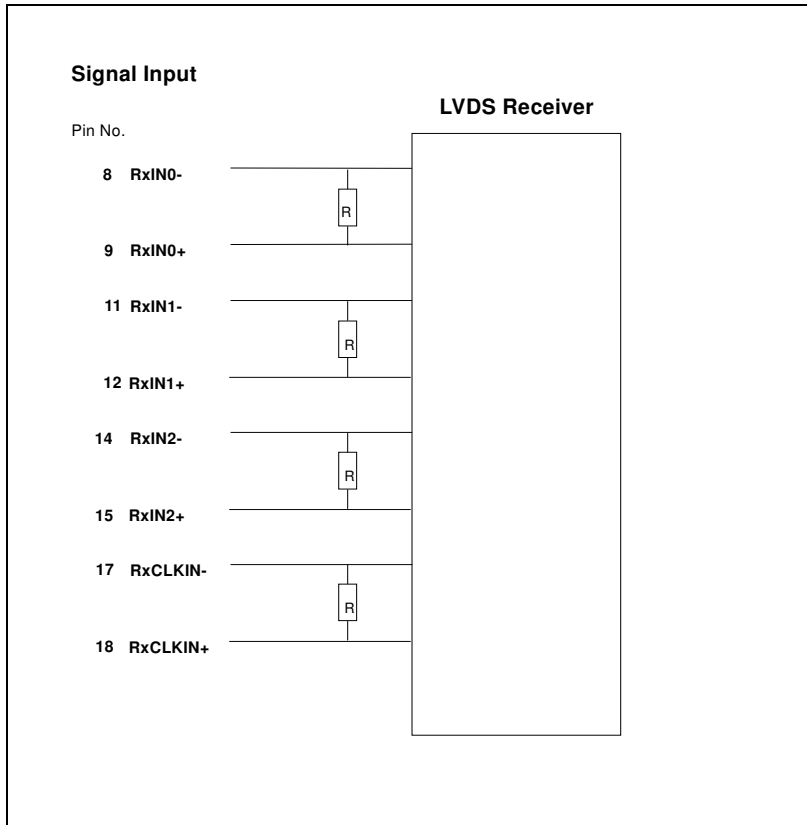 Signal Input
LVDS Receiver
Pin No.
8 RxIN0-
R
9 RxIN0+
11 RxIN1-
R
12 RxIN1+
14 RxIN2-
R
15 RxIN2+
17 RxCLKIN-
R
18 RxCLKIN+